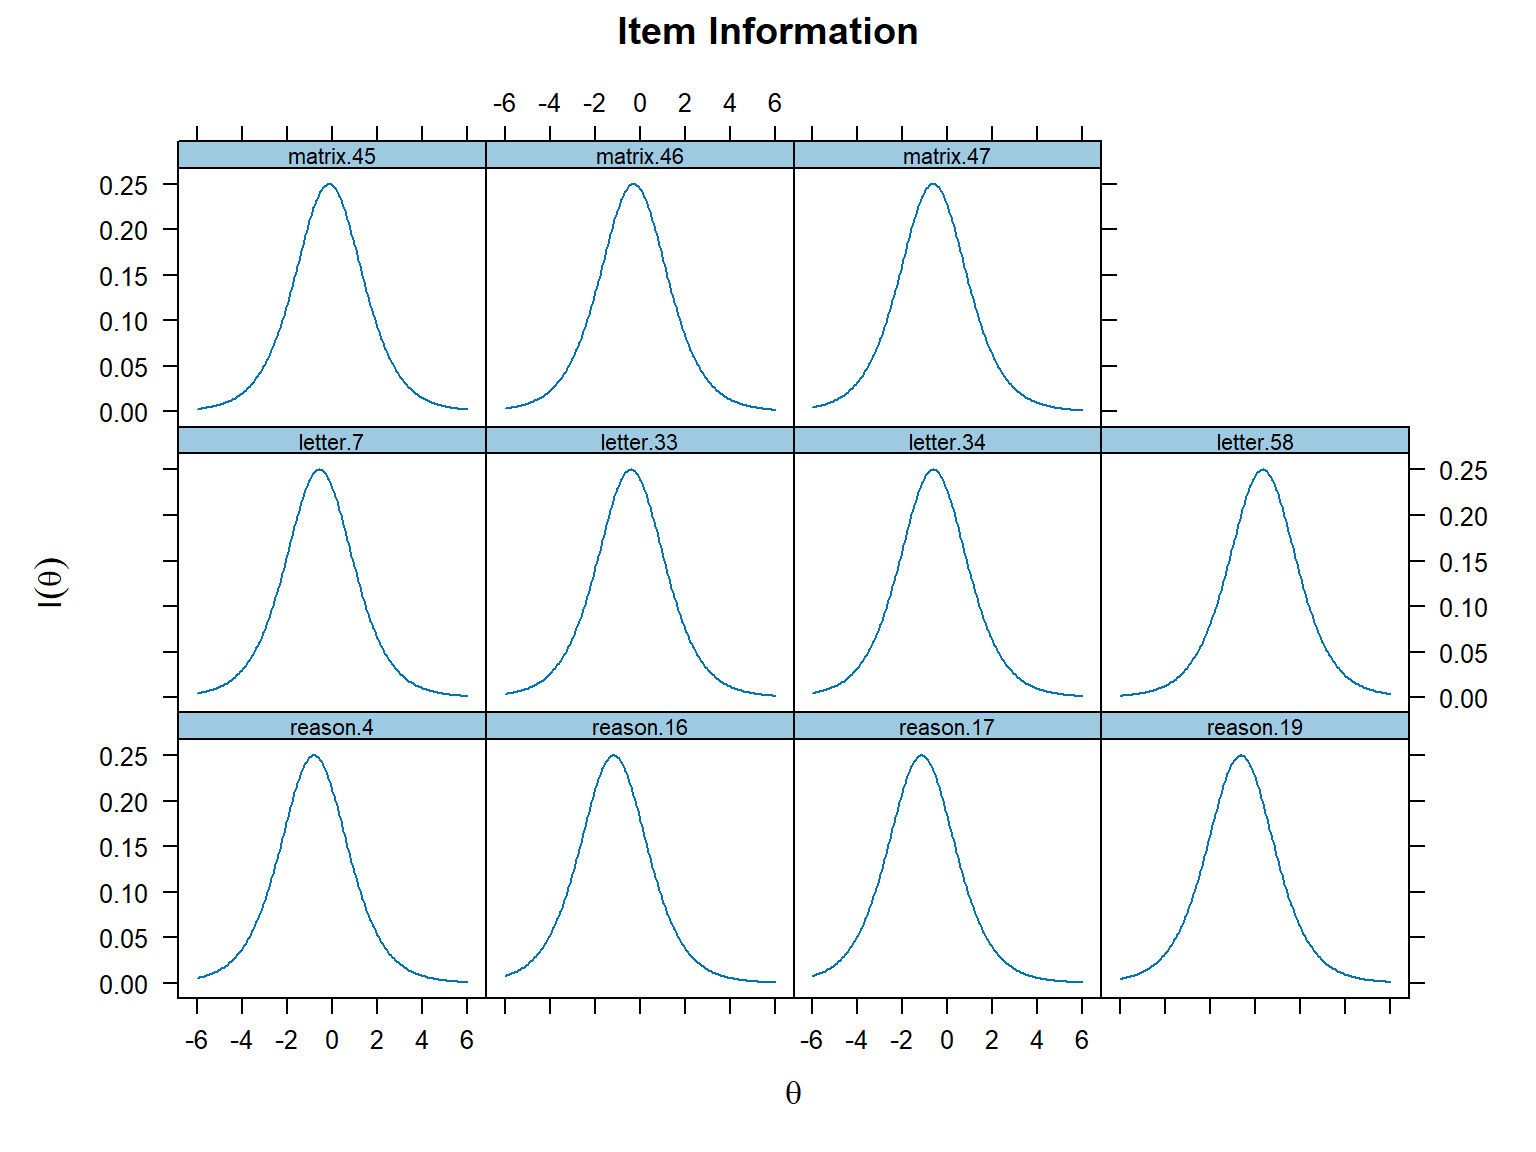 Item Information
-6 -4 -2 0 2 4 6
matrix.45 matrix.46 matrix.47
0.25
0.20
0.15
0.10
0.05
0.00
letter.7 letter.33 letter.34 letter.58
0.25
0.20
0.15
0.10
0.05
0.00
I(θ)
reason.4 reason.16 reason.17 reason.19
0.25
0.20
0.15
0.10
0.05
0.00
-6 -4 -2 0 2 4 6 -6 -4 -2 0 2 4 6
θ